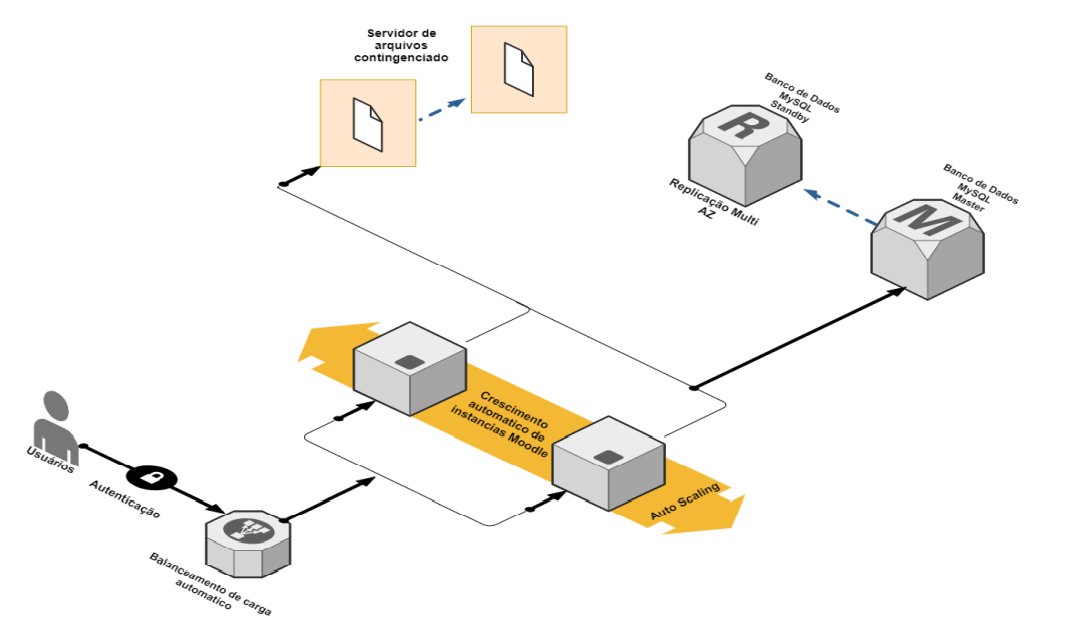 Servidor de
arquivos
contingenciado
Banco de Dados
MySQL
Standby
R
Replicação Multi
AZ
Banco de Dados
MySQL
Master
M
Crescimento
automatico de
instancias Moodle
Auto Scaling
Usuários
Autenticação
Balanceamento de carga
automatico